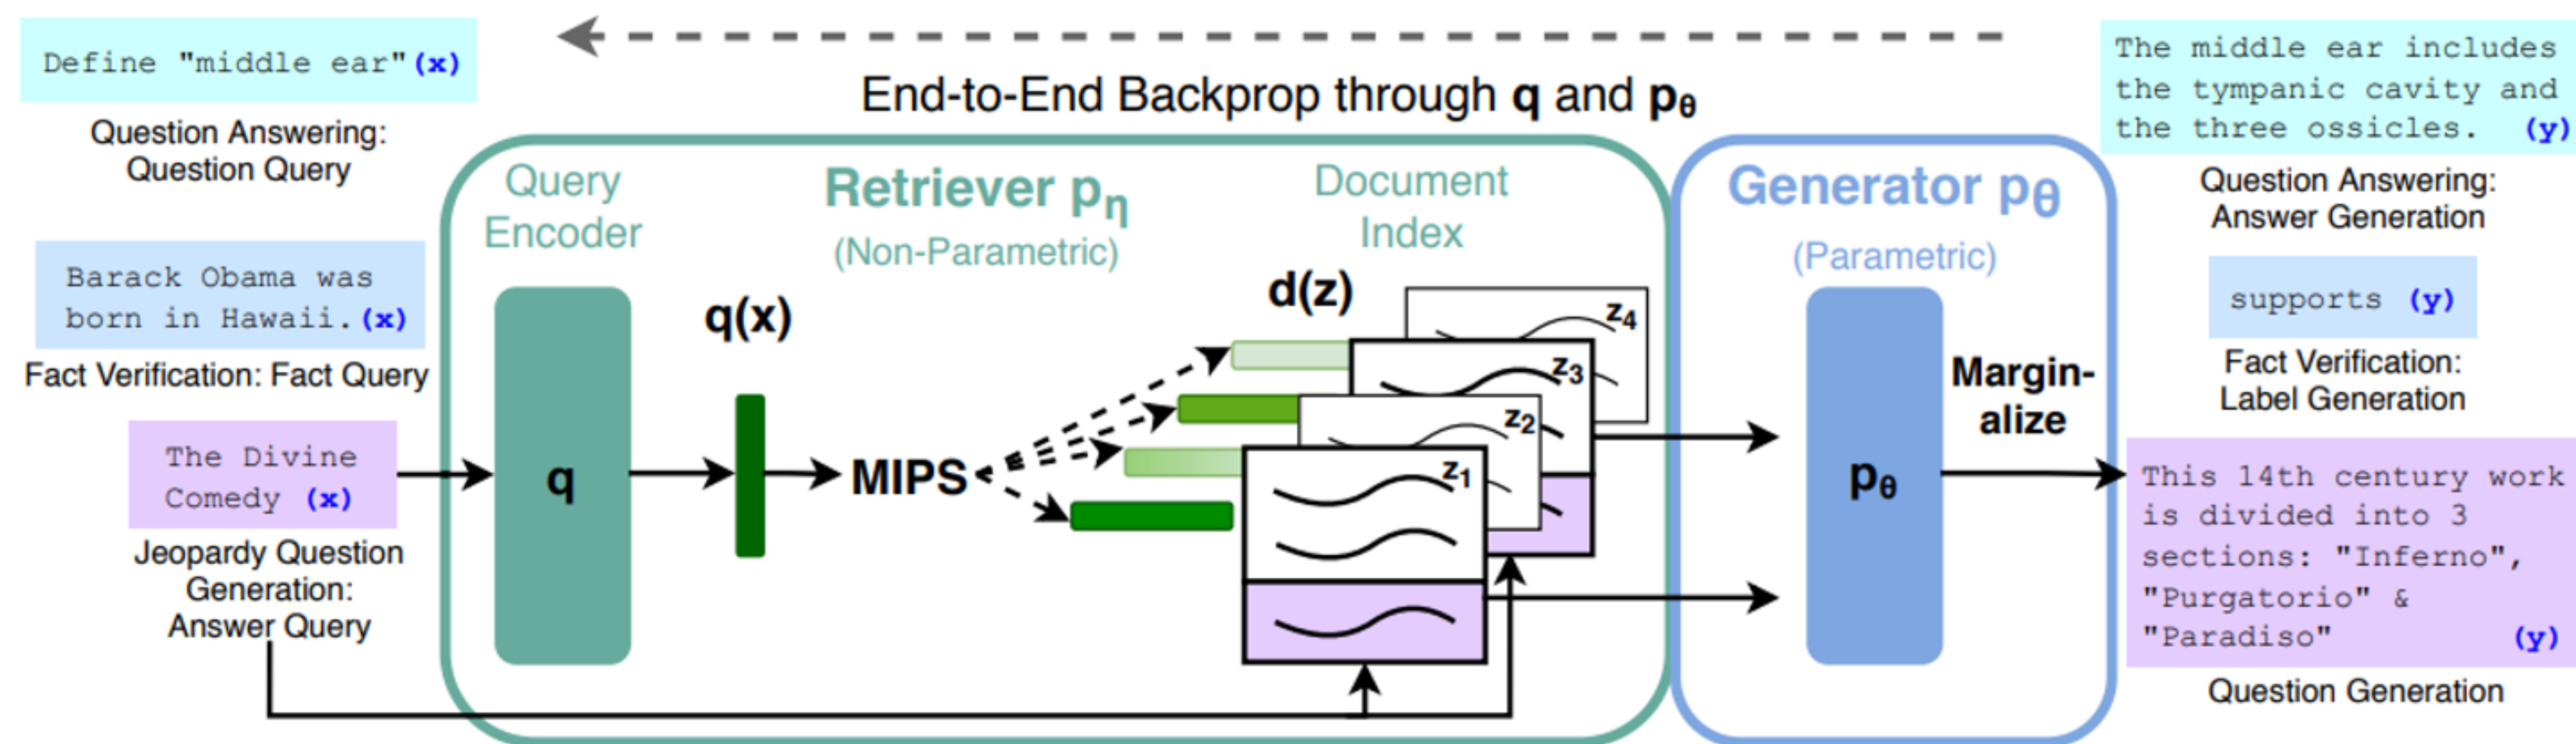 Define "middle ear"(x)
Question Answering:
Question Query
Barack Obama was
born in Hawaii.(x)
Fact Verification: Fact Query
The Divine
Comedy (x)
Jeopardy Question
Generation:
Answer Query
End-to-End Backprop through q and pθ
Query
Encoder
Retriever pη
(Non-Parametric)
Document
Index
q
q(x)
MIPS
d(z)
z4
z3
z2
z1
Generator pθ
(Parametric)
pθ
Margin-
alize
The middle ear includes
the tympanic cavity and
the three ossicles. (y)
Question Answering:
Answer Generation
supports (y)
Fact Verification:
Label Generation
This 14th century work
is divided into 3
sections: "Inferno",
"Purgatorio" &
"Paradiso" (y)
Question Generation